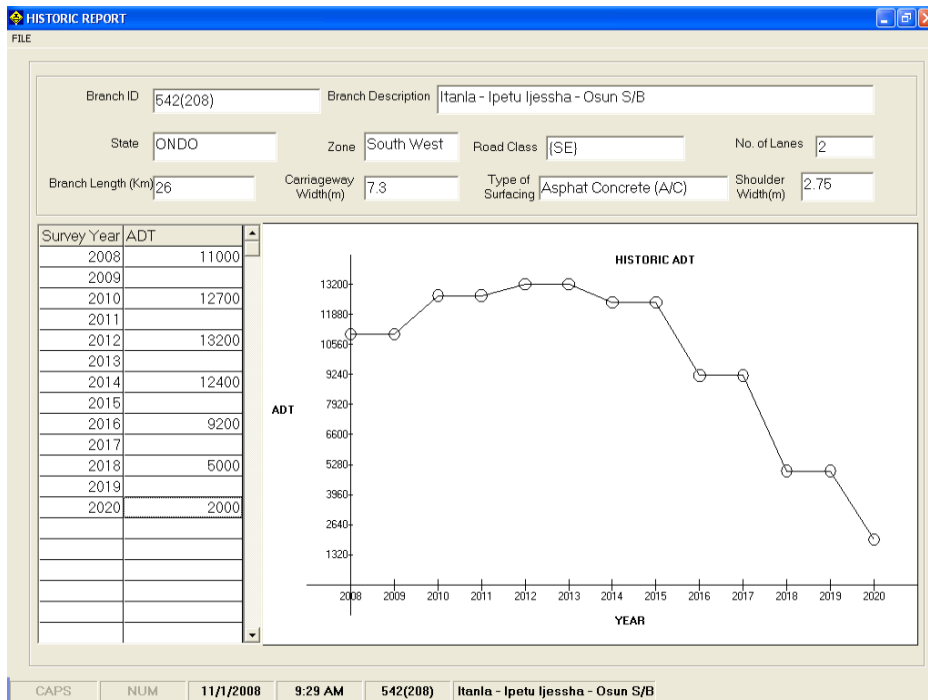 HISTORIC REPORT
FILE
Branch ID 542(208) Branch Description Itanla - Ipetu Ijessha - Osun S/B
State ONDO Zone South West Road Class {SE} No. of Lanes 2
Branch Length (Km) 26 Carriageway Width(m) 7.3 Type of Surfacing Asphat Concrete (A/C) Shoulder Width(m) 2.75
Survey Year ADT
2008 11000
2009
2010 12700
2011
2012 13200
2013
2014 12400
2015
2016 9200
2017
2018 5000
2019
2020 2000
HISTORIC ADT
13200
11880
10560
9240
7920
ADT
6600
5280
3960
2640
1320
2008 2009 2010 2011 2012 2013 2014 2015 2016 2017 2018 2019 2020
YEAR
CAPS NUM 11/1/2008 9:29 AM 542(208) Itanla - Ipetu Ijessha - Osun S/B